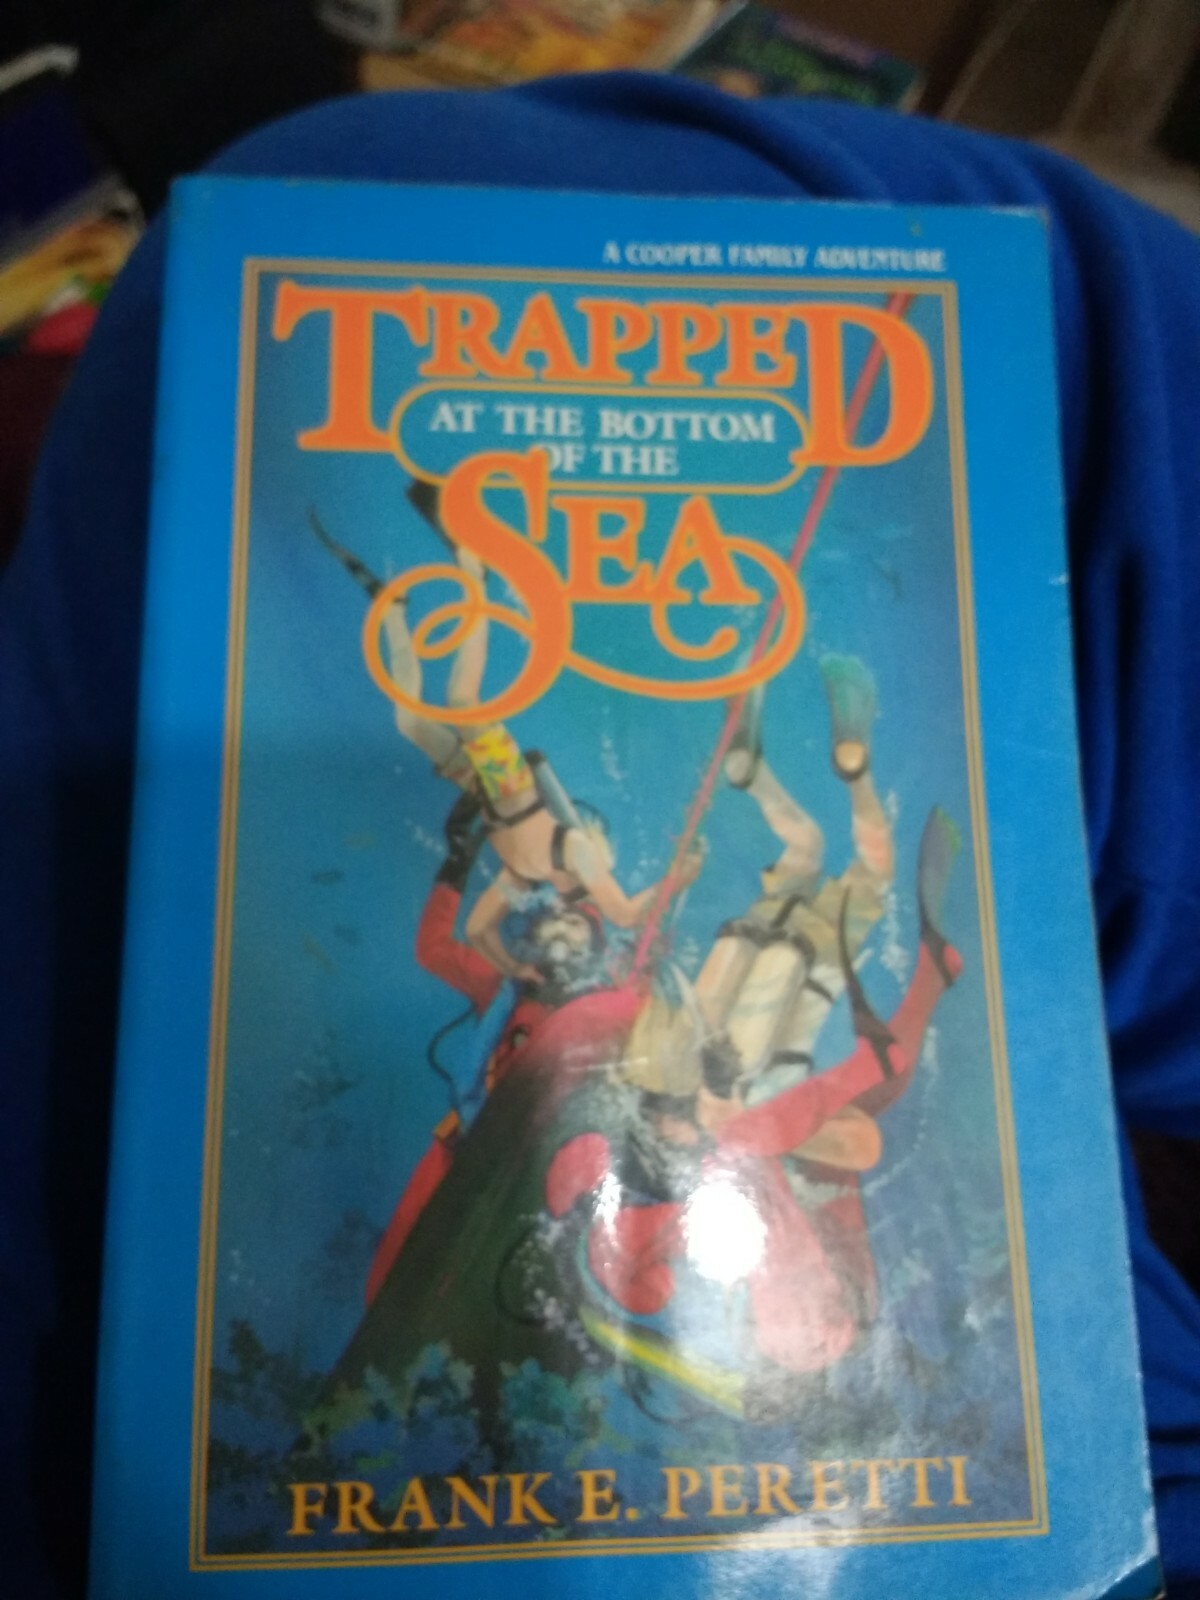 A COOPER FAMILY ADVENTURE
TRAPPED
AT THE BOTTOM
OF THE
SEA
FRANK E. PERETTI